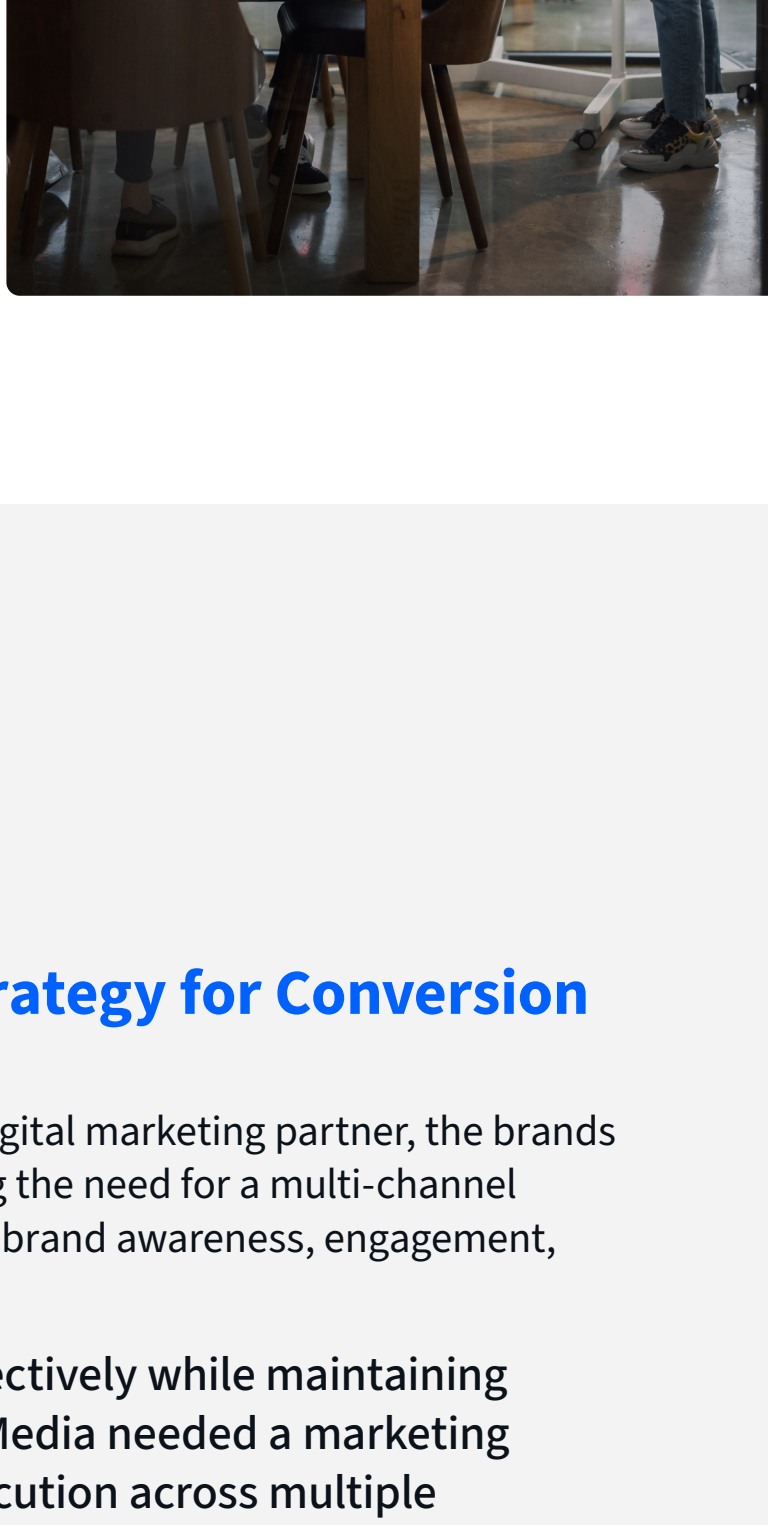 rategy for Conversion
gital marketing partner, the brands
g the need for a multi-channel
brand awareness, engagement,
ectively while maintaining
Media needed a marketing
cution across multiple